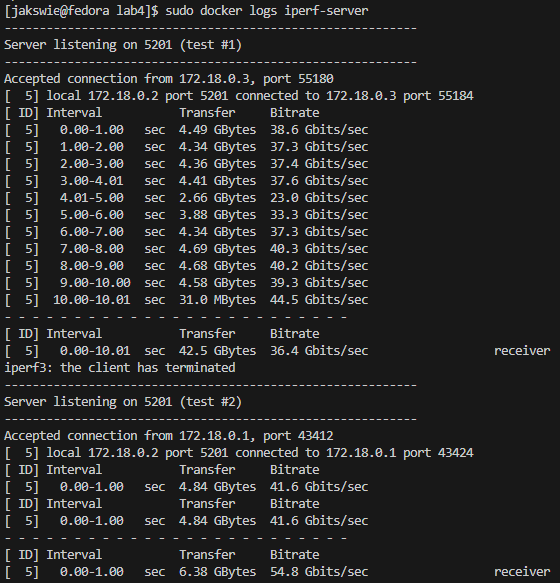 [jakswie@fedora lab4]$ sudo docker logs iperf-server
-----------------------------------------------------------
Server listening on 5201 (test #1)
-----------------------------------------------------------
Accepted connection from 172.18.0.3, port 55180
[  5] local 172.18.0.2 port 5201 connected to 172.18.0.3 port 55184
[ ID] Interval           Transfer     Bitrate
[  5]   0.00-1.00   sec  4.49 GBytes  38.6 Gbits/sec
[  5]   1.00-2.00   sec  4.34 GBytes  37.3 Gbits/sec
[  5]   2.00-3.00   sec  4.36 GBytes  37.4 Gbits/sec
[  5]   3.00-4.01   sec  4.41 GBytes  37.6 Gbits/sec
[  5]   4.01-5.00   sec  2.66 GBytes  23.0 Gbits/sec
[  5]   5.00-6.00   sec  3.88 GBytes  33.3 Gbits/sec
[  5]   6.00-7.00   sec  4.34 GBytes  37.3 Gbits/sec
[  5]   7.00-8.00   sec  4.69 GBytes  40.3 Gbits/sec
[  5]   8.00-9.00   sec  4.68 GBytes  40.2 Gbits/sec
[  5]   9.00-10.00  sec  4.58 GBytes  39.3 Gbits/sec
[  5]  10.00-10.01  sec  31.0 MBytes  44.5 Gbits/sec
- - - - - - - - - - - - - - - - - - - - - - - - -
[ ID] Interval           Transfer     Bitrate
[  5]   0.00-10.01  sec  42.5 GBytes  36.4 Gbits/sec                  receiver
iperf3: the client has terminated
-----------------------------------------------------------
Server listening on 5201 (test #2)
-----------------------------------------------------------
Accepted connection from 172.18.0.1, port 43412
[  5] local 172.18.0.2 port 5201 connected to 172.18.0.1 port 43424
[ ID] Interval           Transfer     Bitrate
[  5]   0.00-1.00   sec  4.84 GBytes  41.6 Gbits/sec
[ ID] Interval           Transfer     Bitrate
[  5]   0.00-1.00   sec  4.84 GBytes  41.6 Gbits/sec
- - - - - - - - - - - - - - - - - - - - - - - - -
[ ID] Interval           Transfer     Bitrate
[  5]   0.00-1.00   sec  6.38 GBytes  54.8 Gbits/sec                  receiver